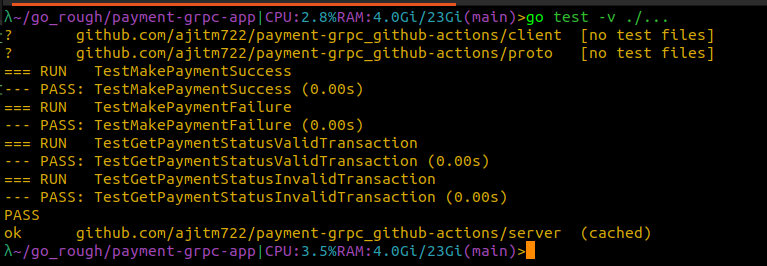 λ~/go_rough/payment-grpc-app|CPU:2.8%RAM:4.0Gi/23Gi(main)>go test -v ./...
?       github.com/ajitm722/payment-grpc_github-actions/client  [no test files]
?       github.com/ajitm722/payment-grpc_github-actions/proto   [no test files]
=== RUN   TestMakePaymentSuccess
--- PASS: TestMakePaymentSuccess (0.00s)
=== RUN   TestMakePaymentFailure
--- PASS: TestMakePaymentFailure (0.00s)
=== RUN   TestGetPaymentStatusValidTransaction
--- PASS: TestGetPaymentStatusValidTransaction (0.00s)
=== RUN   TestGetPaymentStatusInvalidTransaction
--- PASS: TestGetPaymentStatusInvalidTransaction (0.00s)
PASS
ok      github.com/ajitm722/payment-grpc_github-actions/server  (cached)
λ~/go_rough/payment-grpc-app|CPU:3.5%RAM:4.0Gi/23Gi(main)>